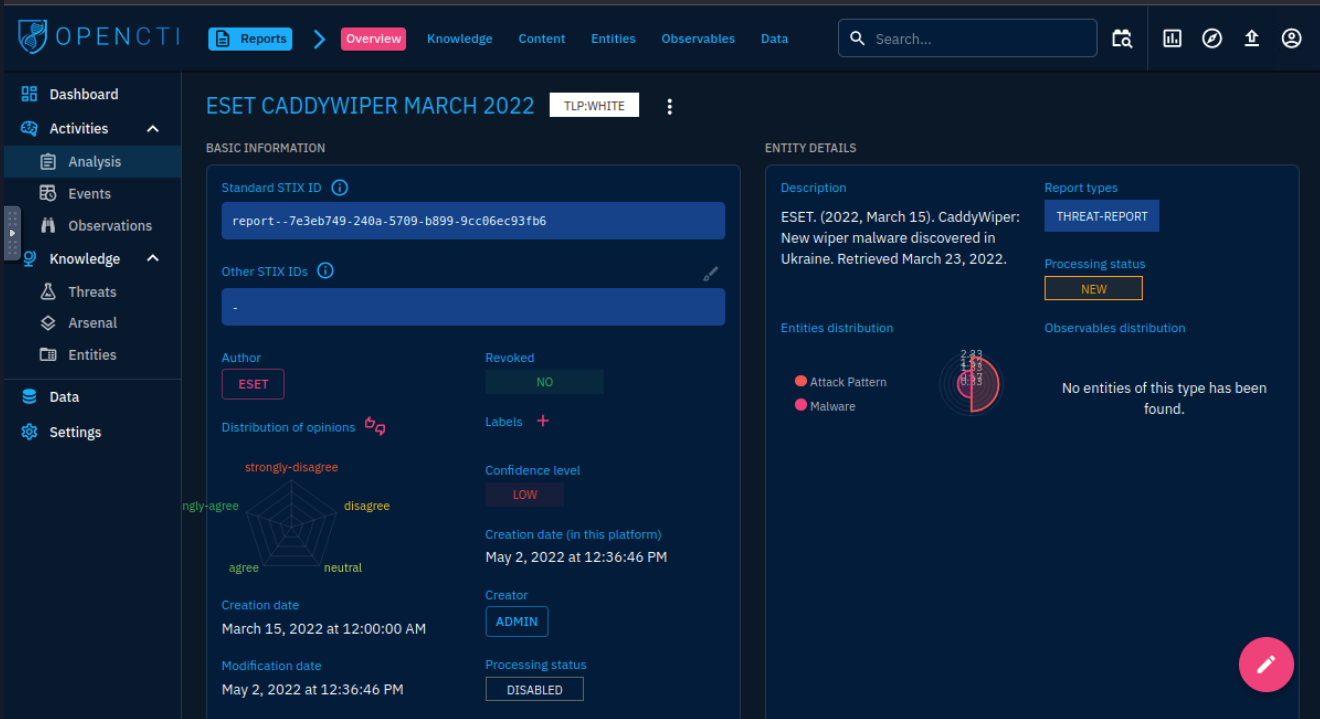 OPENCTI
Reports
Overview
Knowledge
Content
Entities
Observables
Data
Search...
Dashboard
Activities
Analysis
Events
Observations
Knowledge
Threats
Arsenal
Entities
Data
Settings
ESET CADDYWIPER MARCH 2022
TLP:WHITE
BASIC INFORMATION
Standard STIX ID
report--7e3eb749-240a-5709-b899-9cc06ec93fb6
Other STIX IDs
-
Author
ESET
Revoked
NO
Distribution of opinions
strongly-disagree
ngly-agree
disagree
agree
neutral
Labels
Confidence level
LOW
Creation date (in this platform)
May 2, 2022 at 12:36:46 PM
Creation date
March 15, 2022 at 12:00:00 AM
Creator
ADMIN
Modification date
May 2, 2022 at 12:36:46 PM
Processing status
DISABLED
ENTITY DETAILS
Description
ESET. (2022, March 15). CaddyWiper:
New wiper malware discovered in
Ukraine. Retrieved March 23, 2022.
Report types
THREAT-REPORT
Processing status
NEW
Entities distribution
Attack Pattern
Malware
2.33
Observables distribution
No entities of this type has been
found.